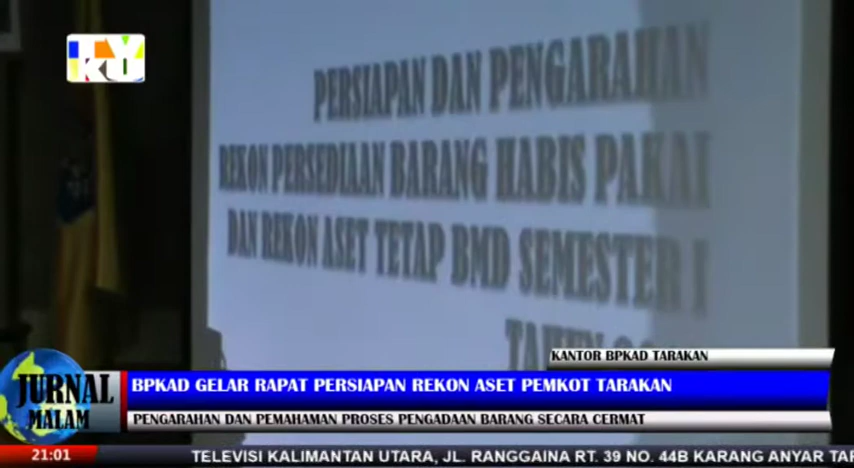 KU
PERSIAPAN DAN PENGARAHAN
REKON PERSEDIAAN BARANG HABIS PAKAI
DAN REKON ASET TETAP BMD SEMESTER I
KANTOR BPKAD TARAKAN
BPKAD GELAR RAPAT PERSIAPAN REKON ASET PEMKOT TARAKAN
JURNAL
MALAM
PENGARAHAN DAN PEMAHAMAN PROSES PENGADAAN BARANG SECARA CERMAT
21:01
TELEVISI KALIMANTAN UTARA, JL. RANGGAINA RT. 39 NO. 44B KARANG ANYAR